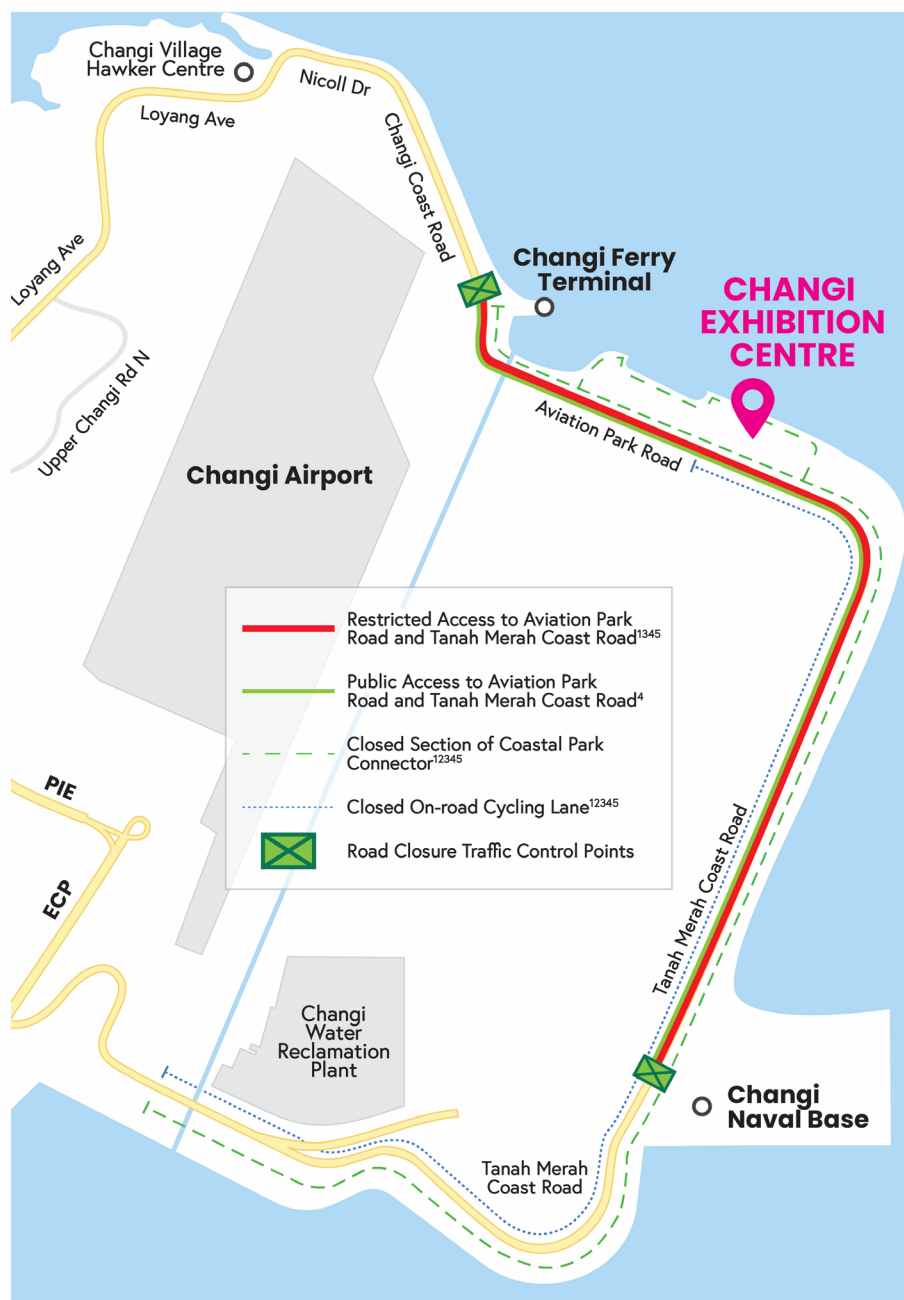 Changi Village
Hawker Centre
Nicoll Dr
Loyang Ave
Changi Coast Road
Loyang Ave
Changi Ferry
Terminal
CHANGI
EXHIBITION
CENTRE
Upper Changi Rd N
Aviation Park Road
Changi Airport
Restricted Access to Aviation Park
Road and Tanah Merah Coast Road¹³⁴⁵
Public Access to Aviation Park
Road and Tanah Merah Coast Road⁴
Closed Section of Coastal Park
Connector¹²³⁴⁵
Closed On-road Cycling Lane¹²³⁴⁵
Road Closure Traffic Control Points
PIE
ECP
Tanah Merah Coast Road
Changi
Water
Reclamation
Plant
Changi
Naval Base
Tanah Merah
Coast Road